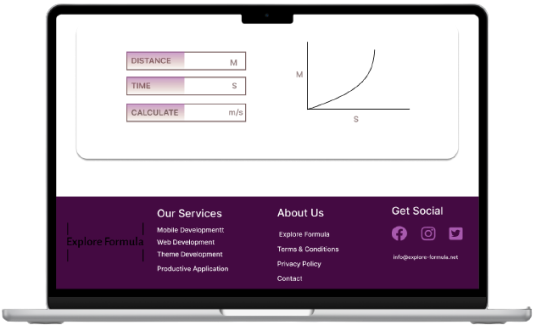 DISTANCE M
TIME S
CALCULATE m/s
M
S
Explore Formula
Our Services
Mobile Developmentt
Web Development
Theme Development
Productive Application
About Us
Explore Formula
Terms & Conditions
Privacy Policy
Contact
Get Social
info@explore-formula.net